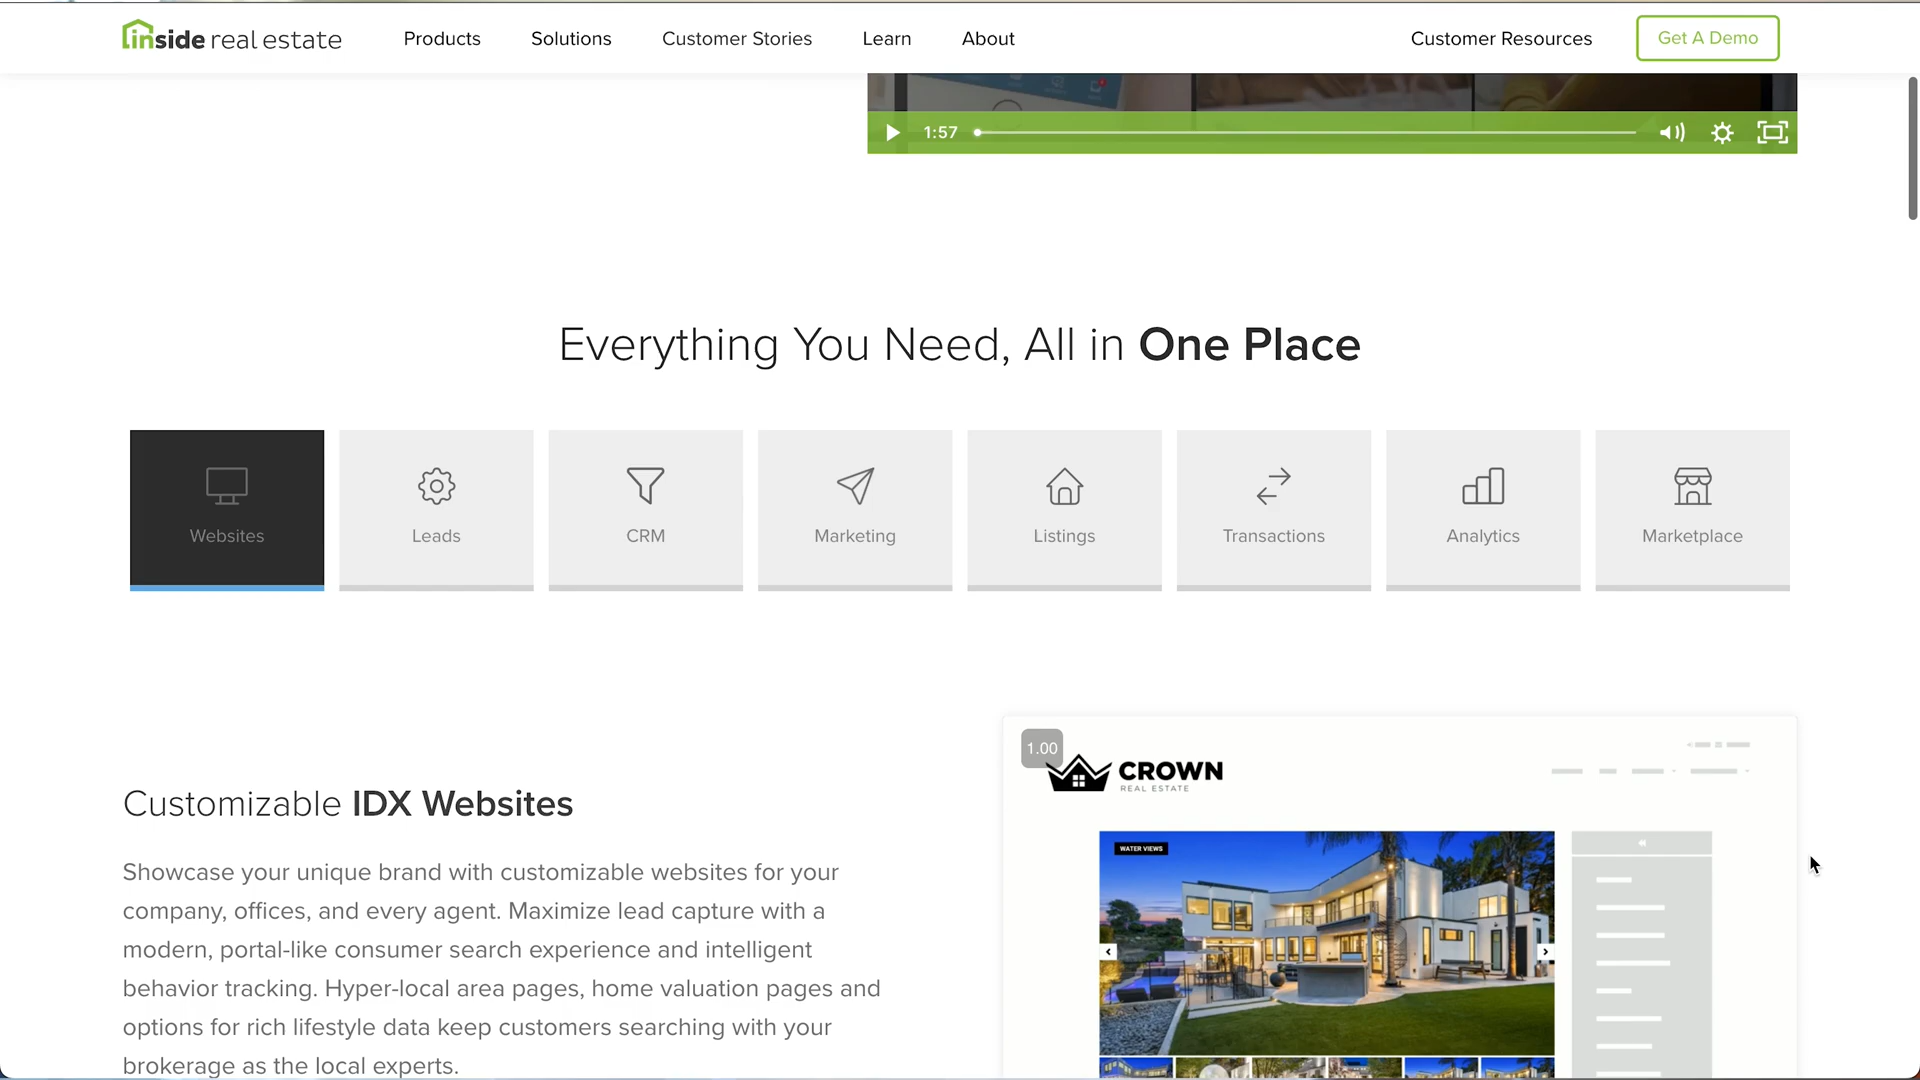 inside real estate
Products
Solutions
Customer Stories
Learn
About
Customer Resources
Get A Demo
1:57
Everything You Need, All in One Place
Websites
Leads
CRM
Marketing
Listings
Transactions
Analytics
Marketplace
Customizable IDX Websites
Showcase your unique brand with customizable websites for your
company, offices, and every agent. Maximize lead capture with a
modern, portal-like consumer search experience and intelligent
behavior tracking. Hyper-local area pages, home valuation pages and
options for rich lifestyle data keep customers searching with your
brokerage as the local experts.
1.00
CROWN
REAL ESTATE
WATER VIEWS